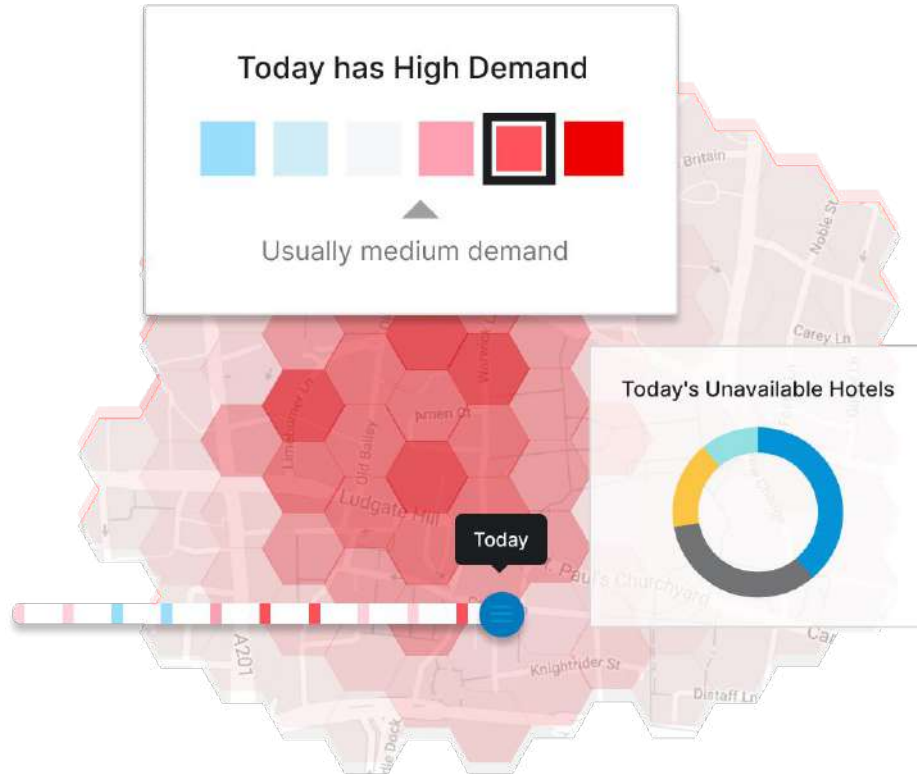 Today has High Demand
Usually medium demand
Britain
Noble St
Carey Ln
Today's Unavailable Hotels
Warwick L
Amen Ct
Limeburner Ln
Old Bailey
Ludgate Hill
Today
Paul's Churchyard
A201
Knightrider St
Distaff Ln